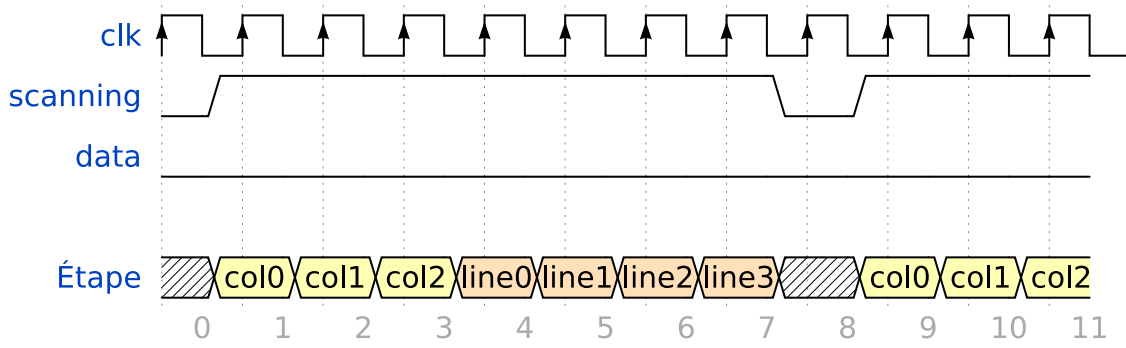 clk
scanning
data
Étape col0 col1 col2 line0 line1 line2 line3 col0 col1 col2
0 1 2 3 4 5 6 7 8 9 10 11